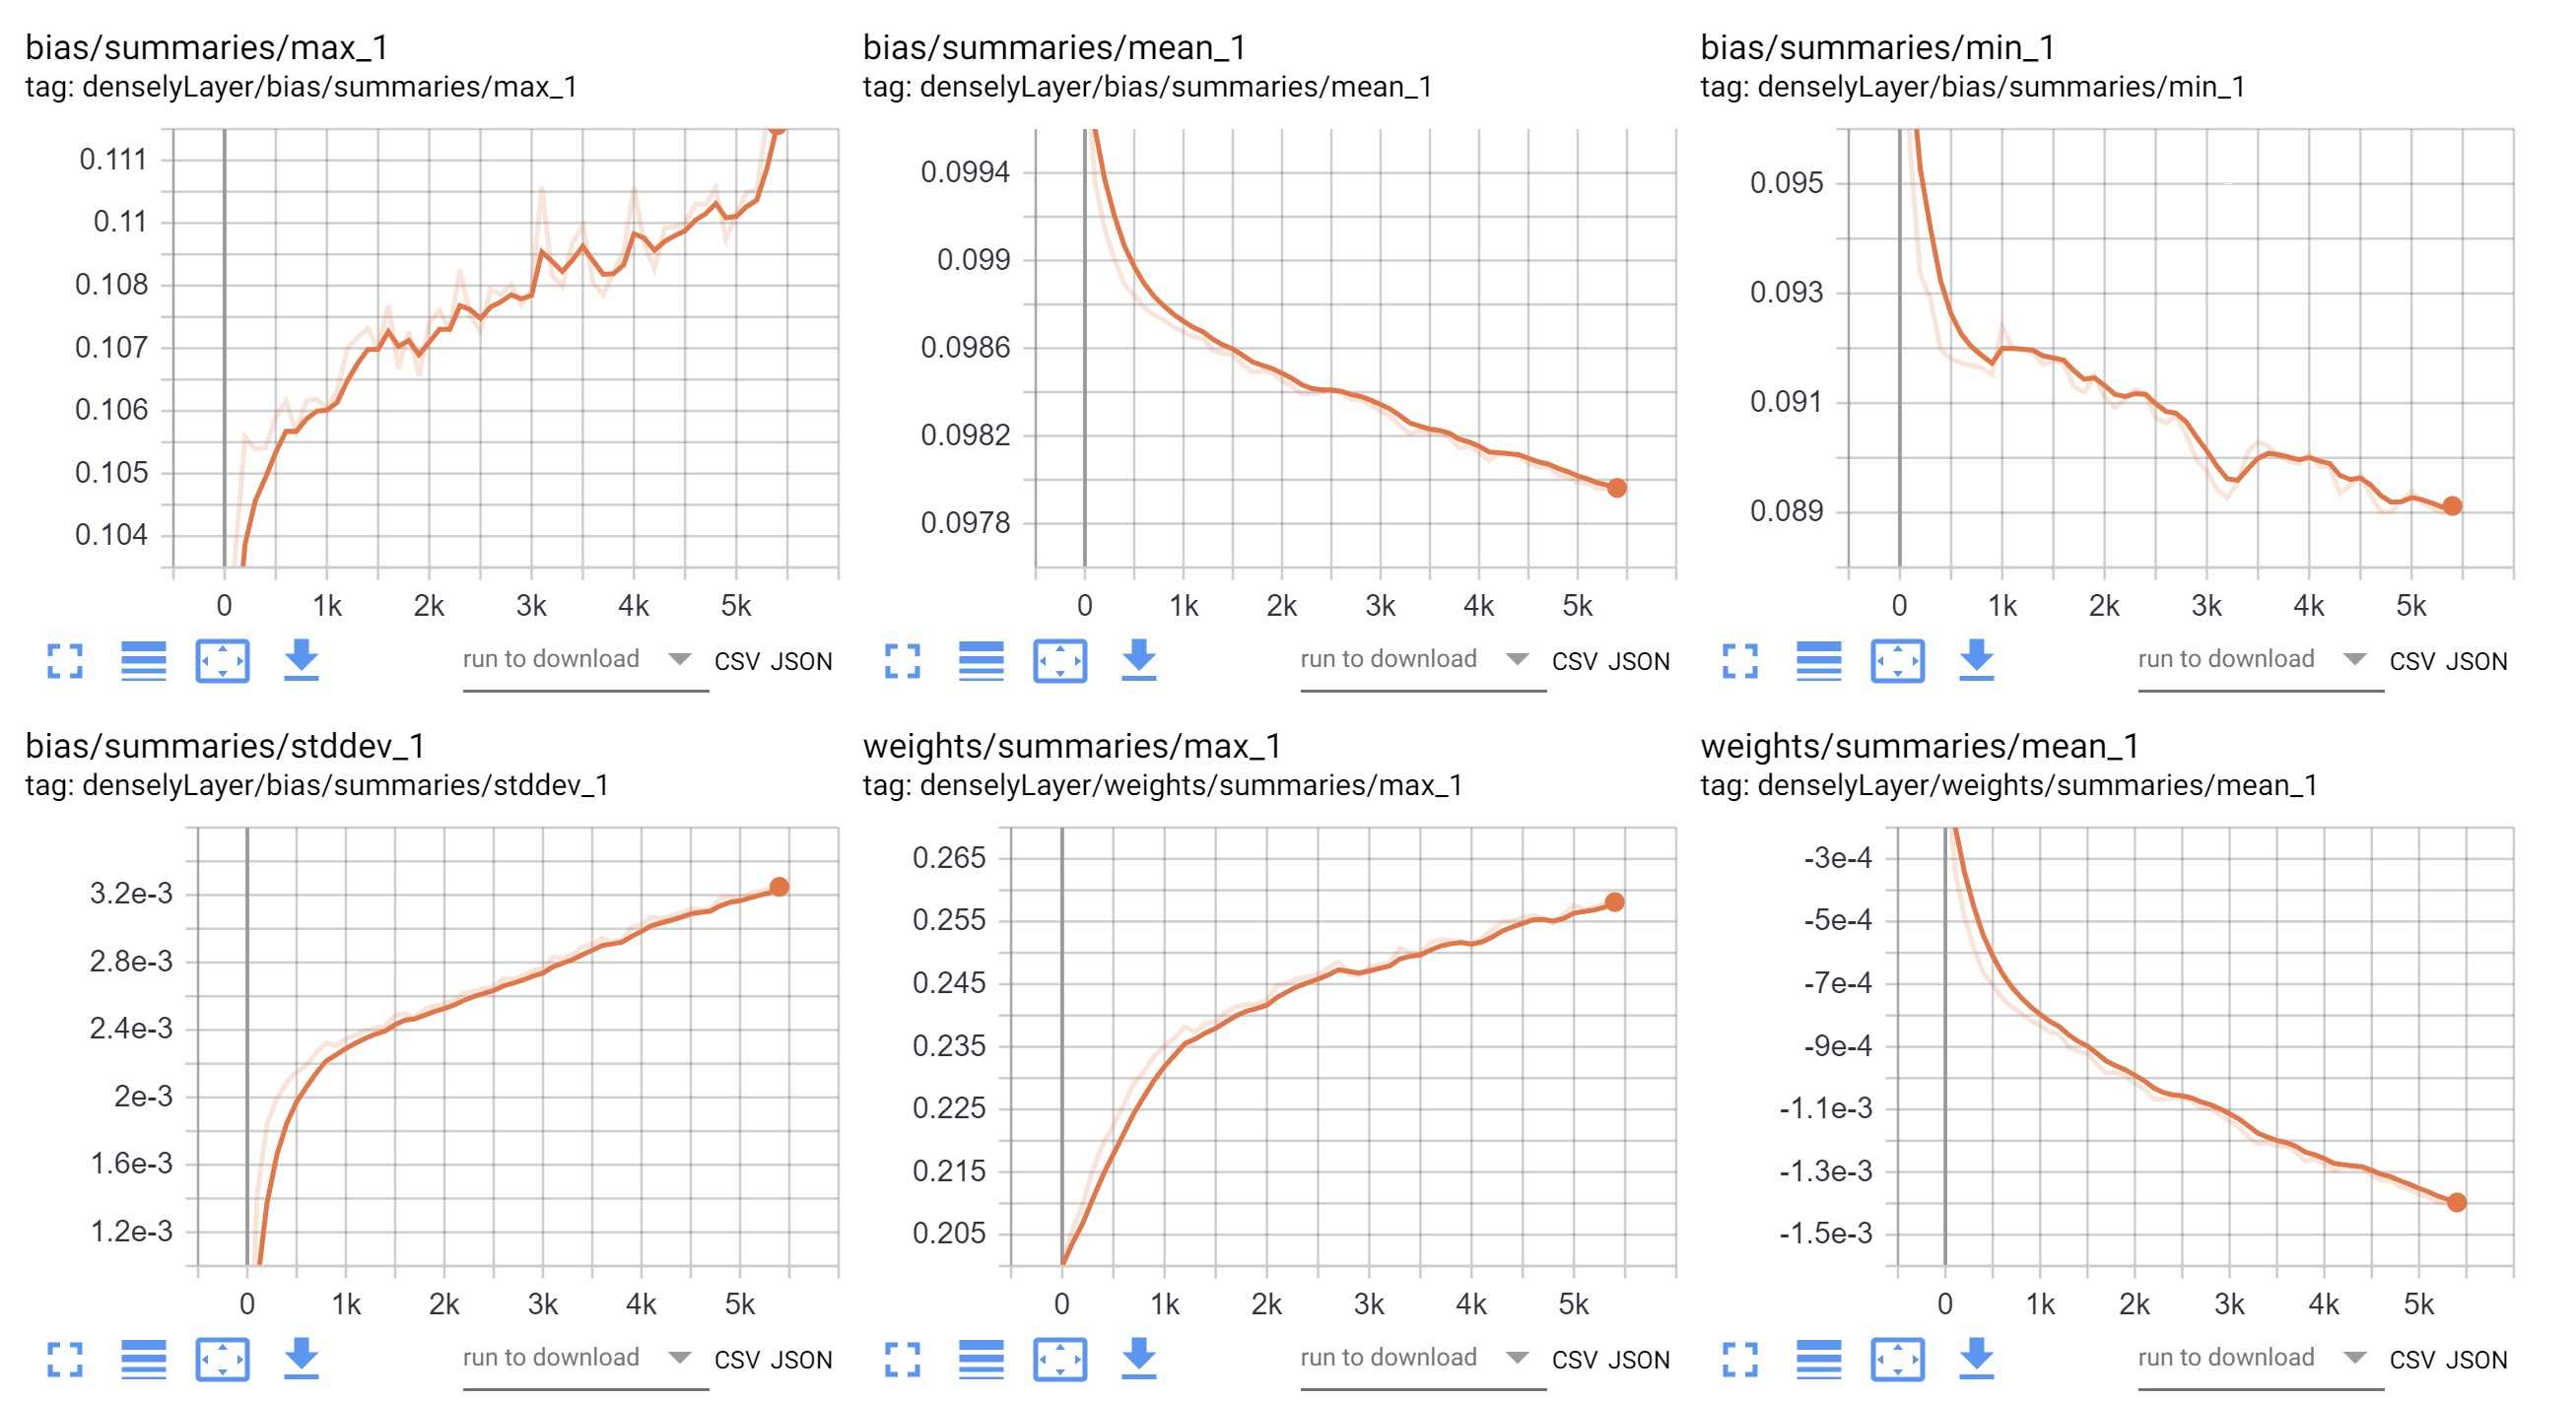 bias/summaries/max_1
tag: denselyLayer/bias/summaries/max_1
0.111
0.11
0.108
0.107
0.106
0.105
0.104
0 1k 2k 3k 4k 5k
run to download CSV JSON
bias/summaries/mean_1
tag: denselyLayer/bias/summaries/mean_1
0.0994
0.099
0.0986
0.0982
0.0978
0 1k 2k 3k 4k 5k
run to download CSV JSON
bias/summaries/min_1
tag: denselyLayer/bias/summaries/min_1
0.095
0.093
0.091
0.089
0 1k 2k 3k 4k 5k
run to download CSV JSON
bias/summaries/stddev_1
tag: denselyLayer/bias/summaries/stddev_1
3.2e-3
2.8e-3
2.4e-3
2e-3
1.6e-3
1.2e-3
0 1k 2k 3k 4k 5k
run to download CSV JSON
weights/summaries/max_1
tag: denselyLayer/weights/summaries/max_1
0.265
0.255
0.245
0.235
0.225
0.215
0.205
0 1k 2k 3k 4k 5k
run to download CSV JSON
weights/summaries/mean_1
tag: denselyLayer/weights/summaries/mean_1
-3e-4
-5e-4
-7e-4
-9e-4
-1.1e-3
-1.3e-3
-1.5e-3
0 1k 2k 3k 4k 5k
run to download CSV JSON